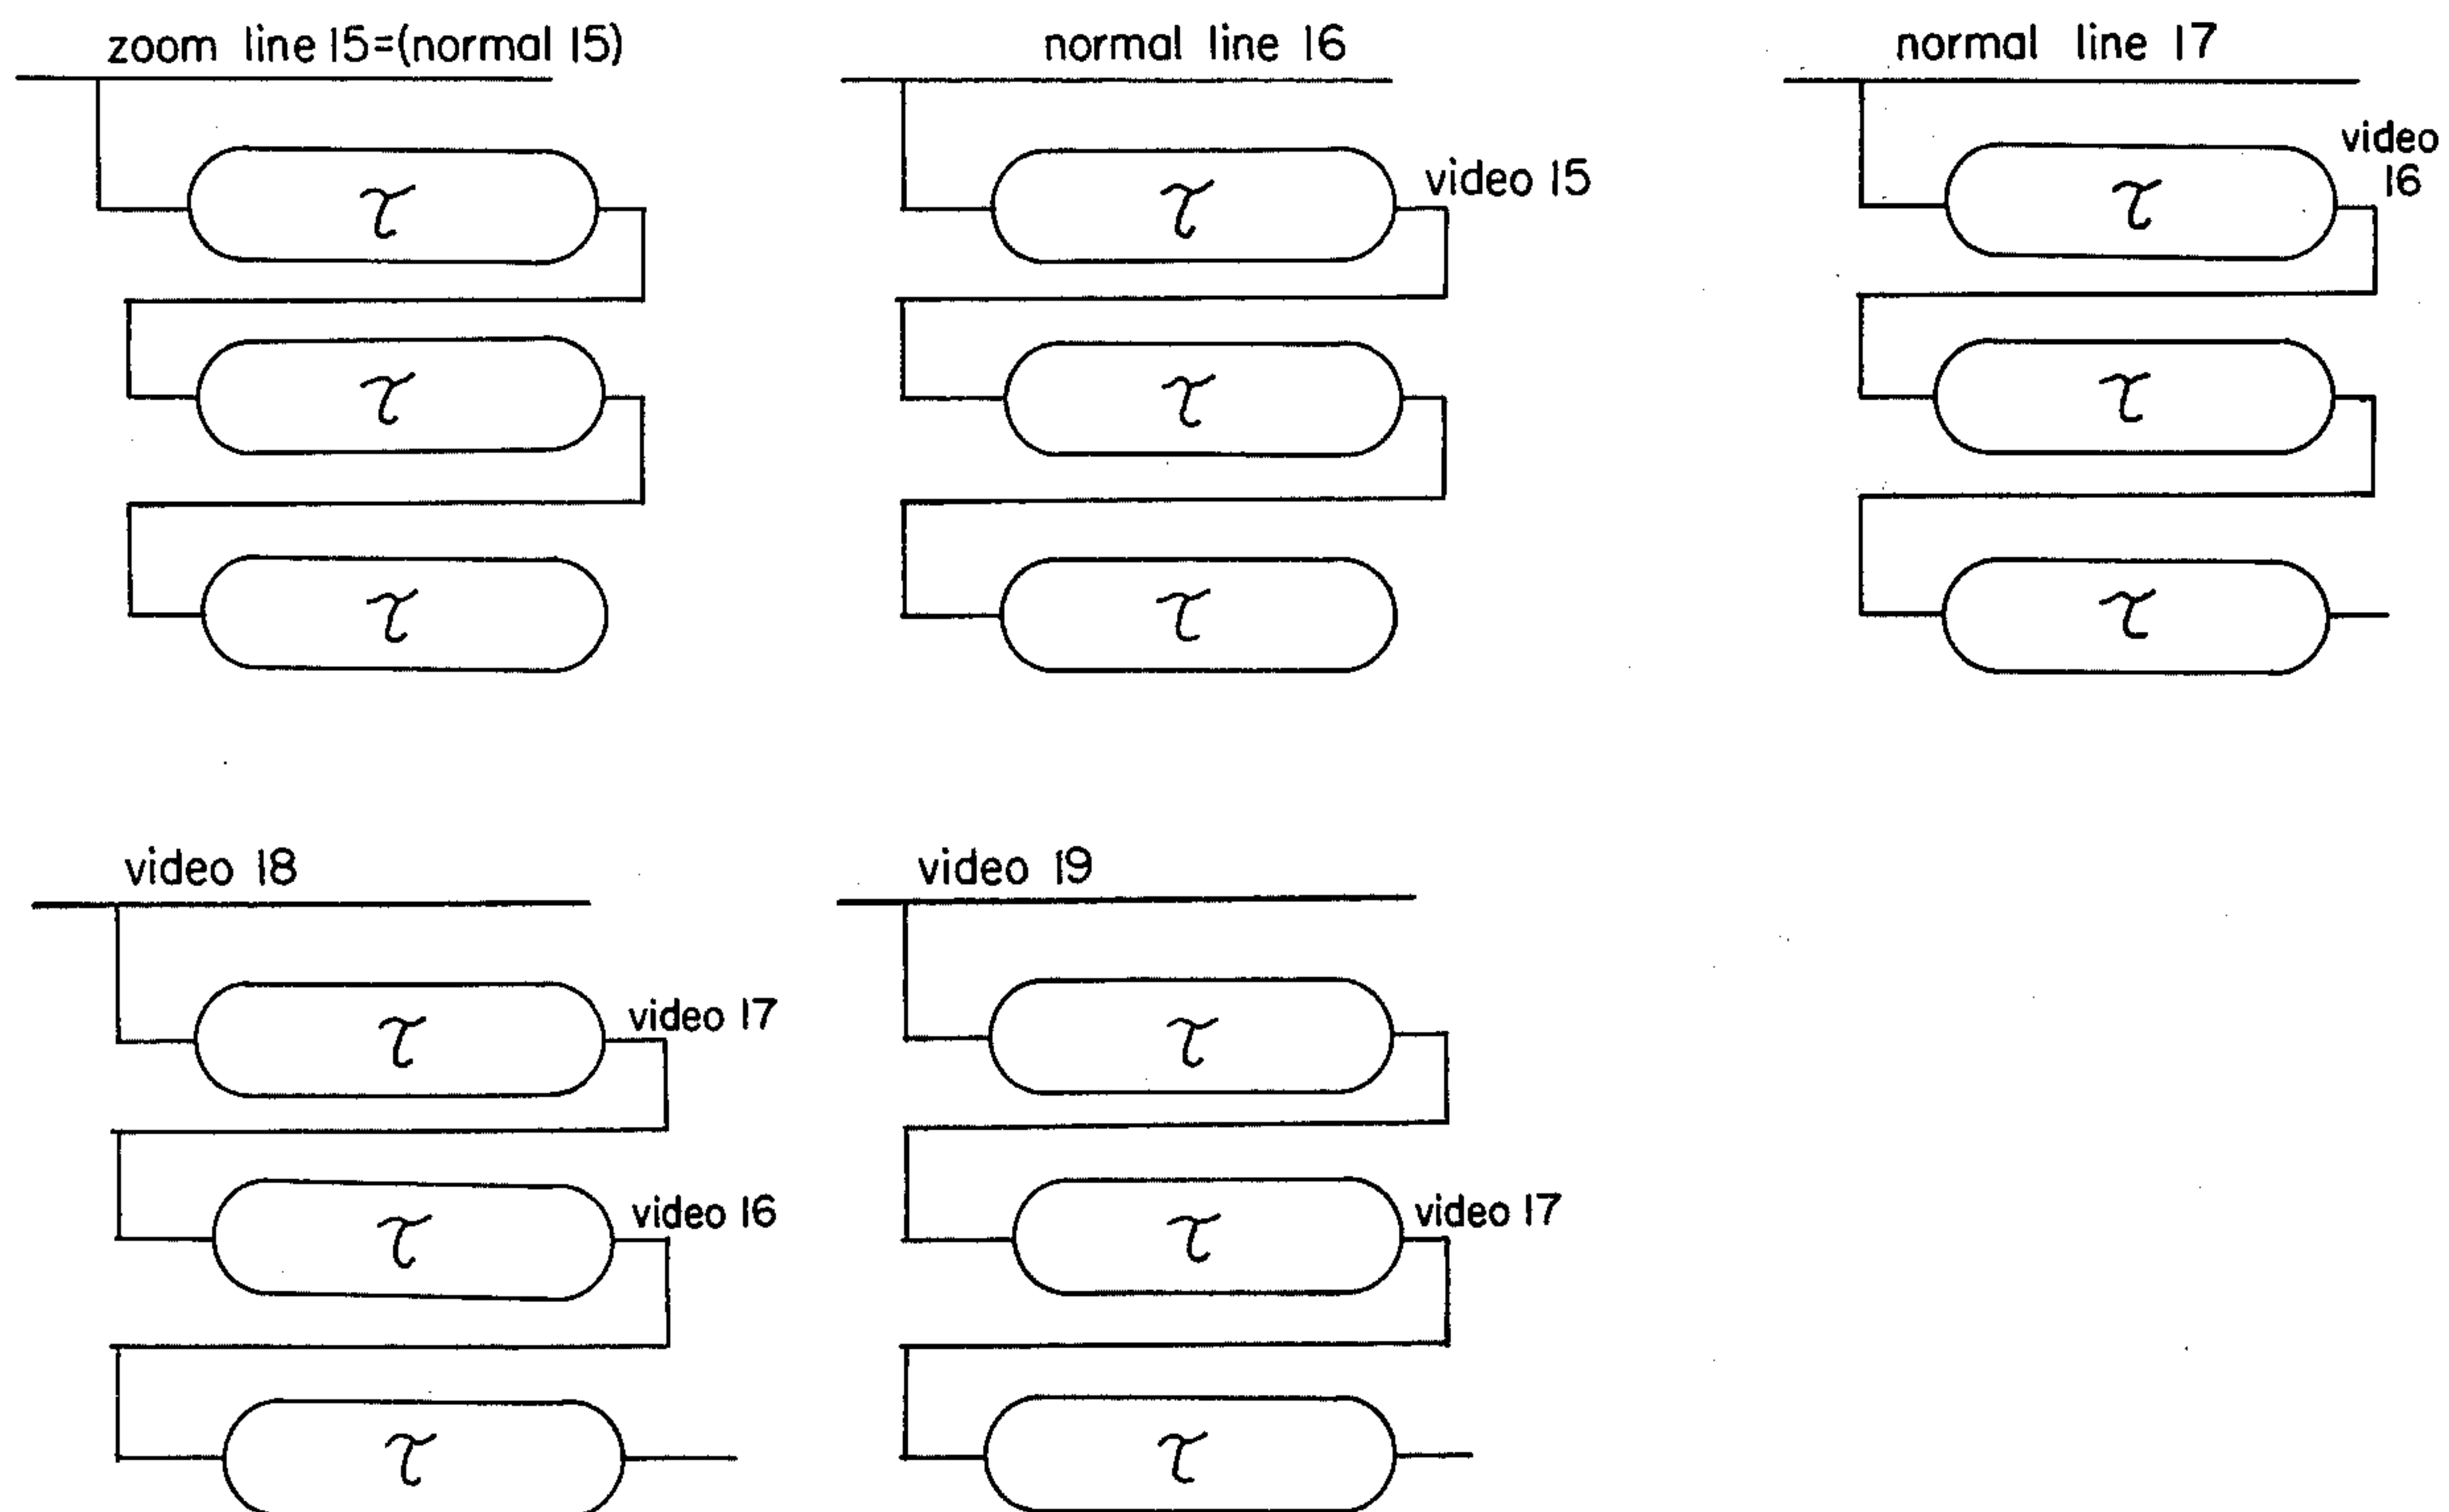 zoom line 15=(normal 15)
τ
τ
τ
normal line 16
τ
video 15
τ
τ
normal line 17
τ
video
16
τ
τ
video 18
τ
video 17
τ
video 16
τ
video 19
τ
τ
video 17
τ